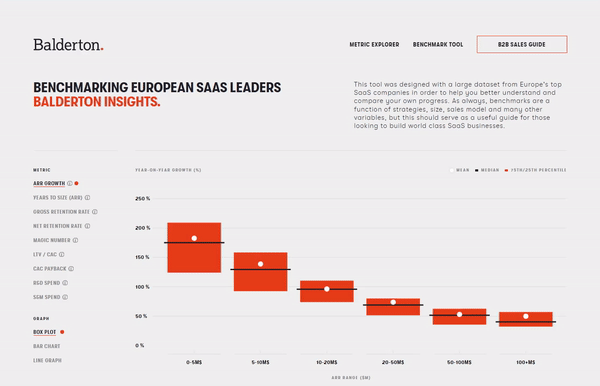 Balderton.
METRIC EXPLORER
BENCHMARK TOOL
B2B SALES GUIDE
BENCHMARKING EUROPEAN SAAS LEADERS
BALDERTON INSIGHTS.
This tool was designed with a large dataset from Europe's top
SaaS companies in order to help you better understand and
compare your own progress. As always, benchmarks are a
function of strategies, size, sales model and many other
variables, but this should serve as a useful guide for those
looking to build world class SaaS businesses.
METRIC
ARR GROWTH
YEARS TO SIZE (ARR)
GROSS RETENTION RATE
NET RETENTION RATE
MAGIC NUMBER
LTV / CAC
CAC PAYBACK
R&D SPEND
S&M SPEND
GRAPH
BOX PLOT
BAR CHART
LINE GRAPH
YEAR-ON-YEAR GROWTH (%)
MEAN
MEDIAN
75TH/25TH PERCENTILE
250 %
200 %
150 %
100 %
50 %
0 %
0-5M$
5-10M$
10-20M$
20-50M$
50-100M$
100+M$
ARR RANGE ($M)